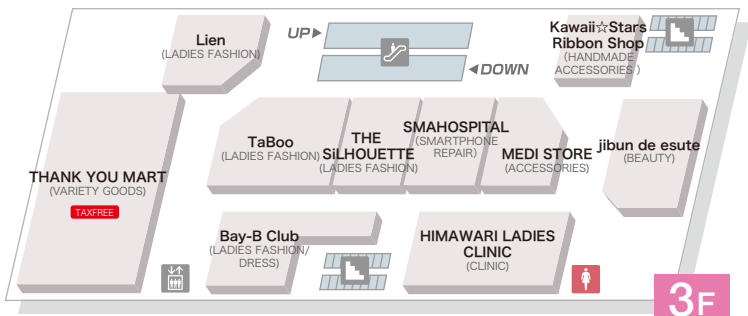 Lien
(LADIES FASHION)
UP▶
◀DOWN
Kawaii☆Stars
Ribbon Shop
(HANDMADE
ACCESSORIES )
THANK YOU MART
(VARIETY GOODS)
TAXFREE
TaBoo
(LADIES FASHION)
THE
SiLHOUETTE
(LADIES FASHION)
SMAHOSPITAL
(SMARTPHONE
REPAIR)
MEDI STORE
(ACCESSORIES)
jibun de esute
(BEAUTY)
Bay-B Club
(LADIES FASHION/
DRESS)
HIMAWARI LADIES
CLINIC
(CLINIC)
3F